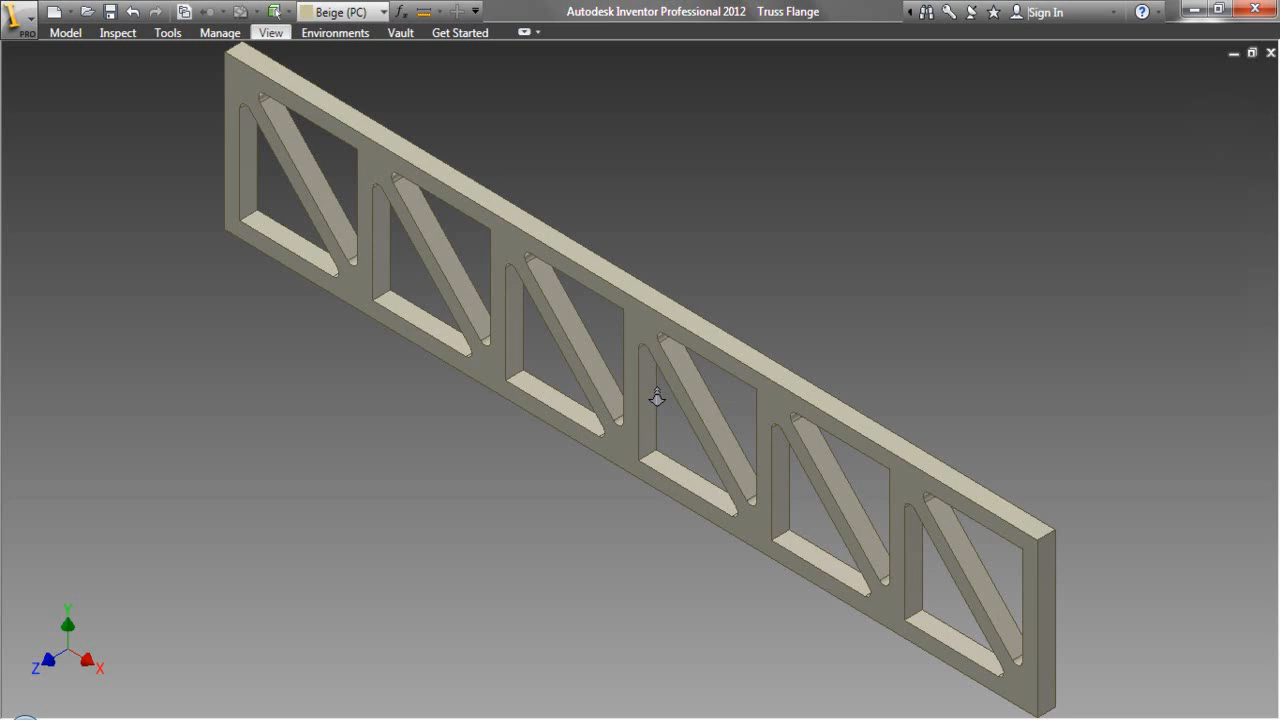 Beige (PC) fx Autodesk Inventor Professional 2012 Truss Flange Sign In ?
PRO Model Inspect Tools Manage View Environments Vault Get Started
Y
Z X